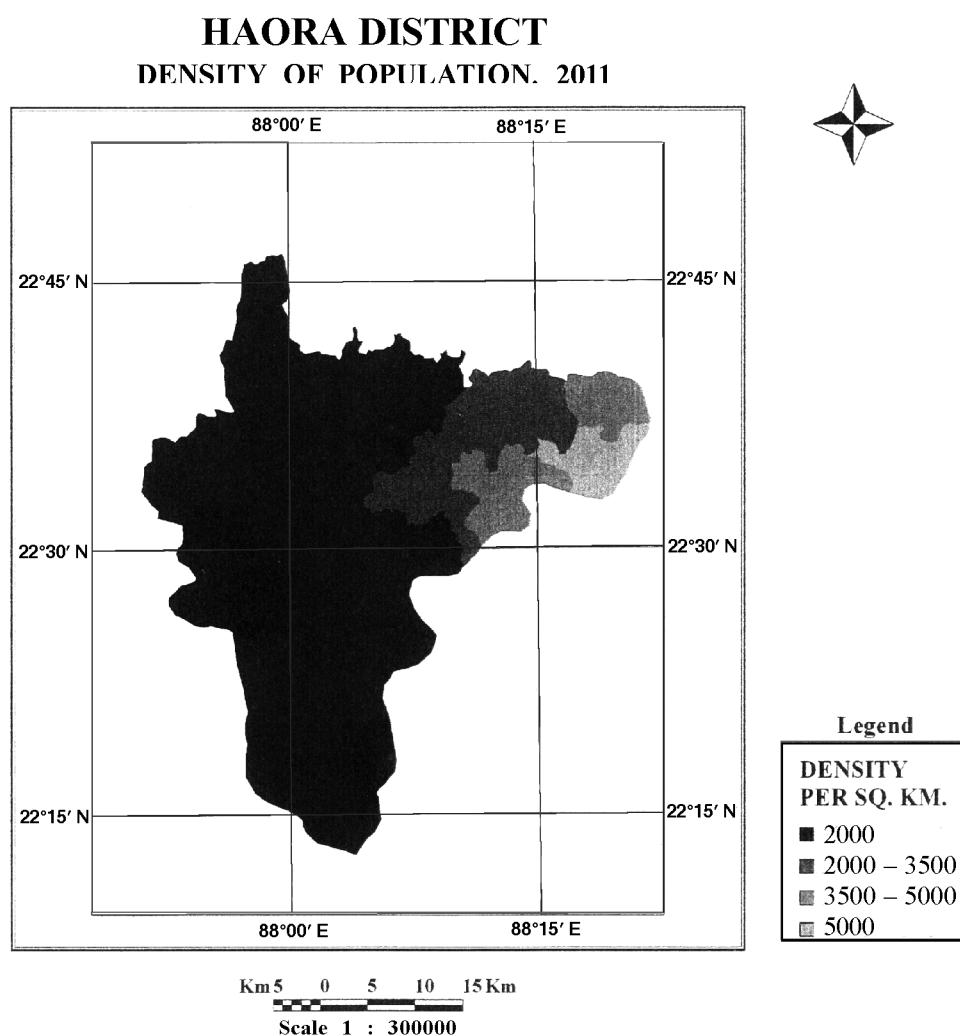 HAORA DISTRICT
DENSITY OF POPULATION, 2011
88°00' E 88°15' E
22°45' N 22°45' N
22°30' N 22°30' N
22°15' N 22°15' N
88°00' E 88°15' E
Legend
DENSITY
PER SQ. KM.
2000
2000 – 3500
3500 – 5000
5000
Km 5 0 5 10 15 Km
Scale 1 : 300000